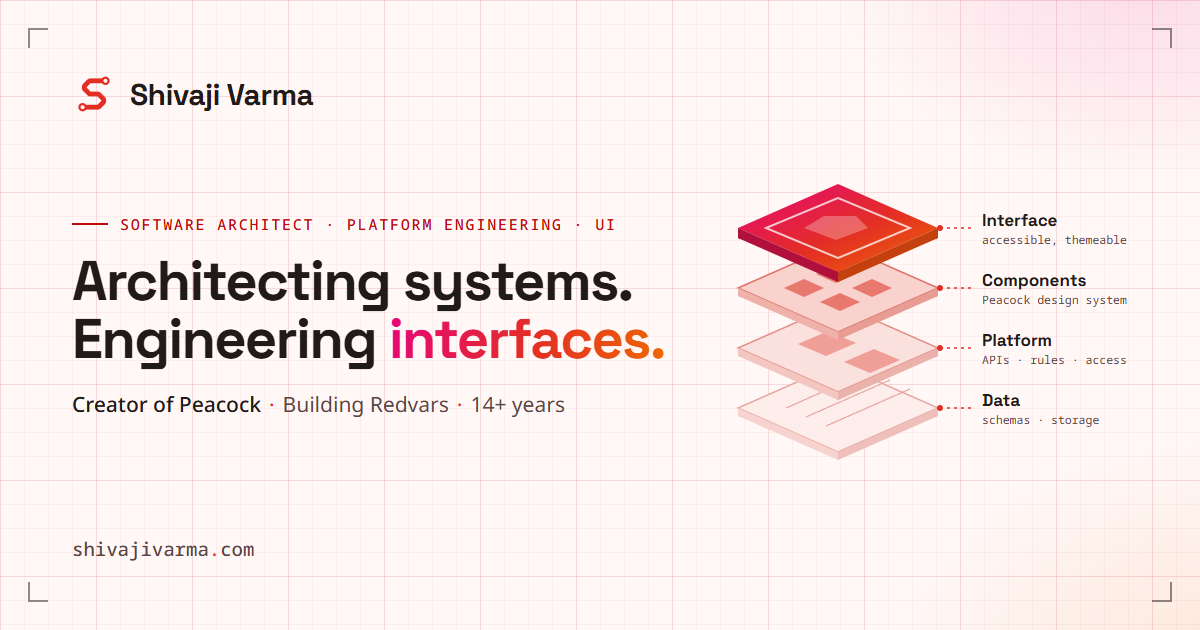 Shivaji Varma
SOFTWARE ARCHITECT · PLATFORM ENGINEERING · UI
Architecting systems.
Engineering interfaces.
Creator of Peacock · Building Redvars · 14+ years
shivajivarma.com
Interface
accessible, themeable
Components
Peacock design system
Platform
APIs · rules · access
Data
schemas · storage